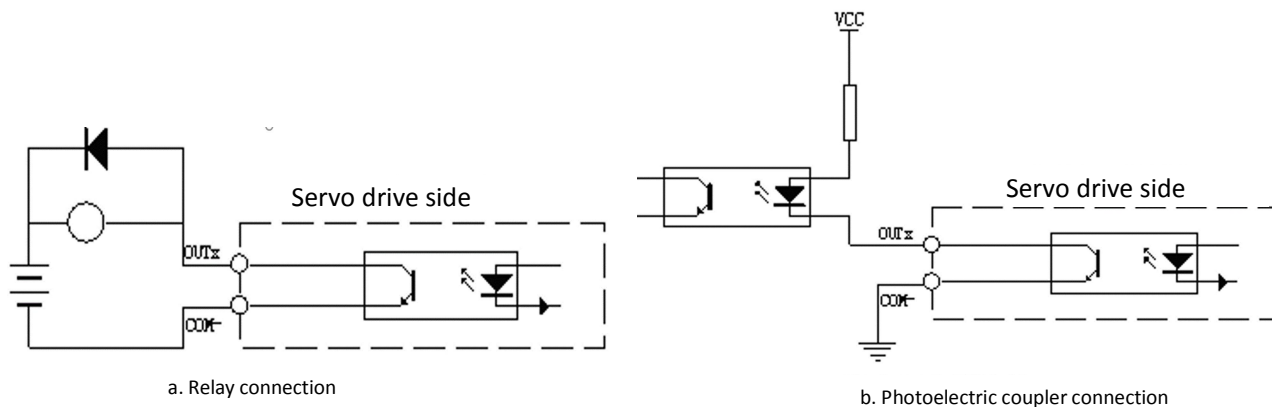 Servo drive side
OUTx
COM-
a. Relay connection
VCC
Servo drive side
OUTx
COM-
b. Photoelectric coupler connection